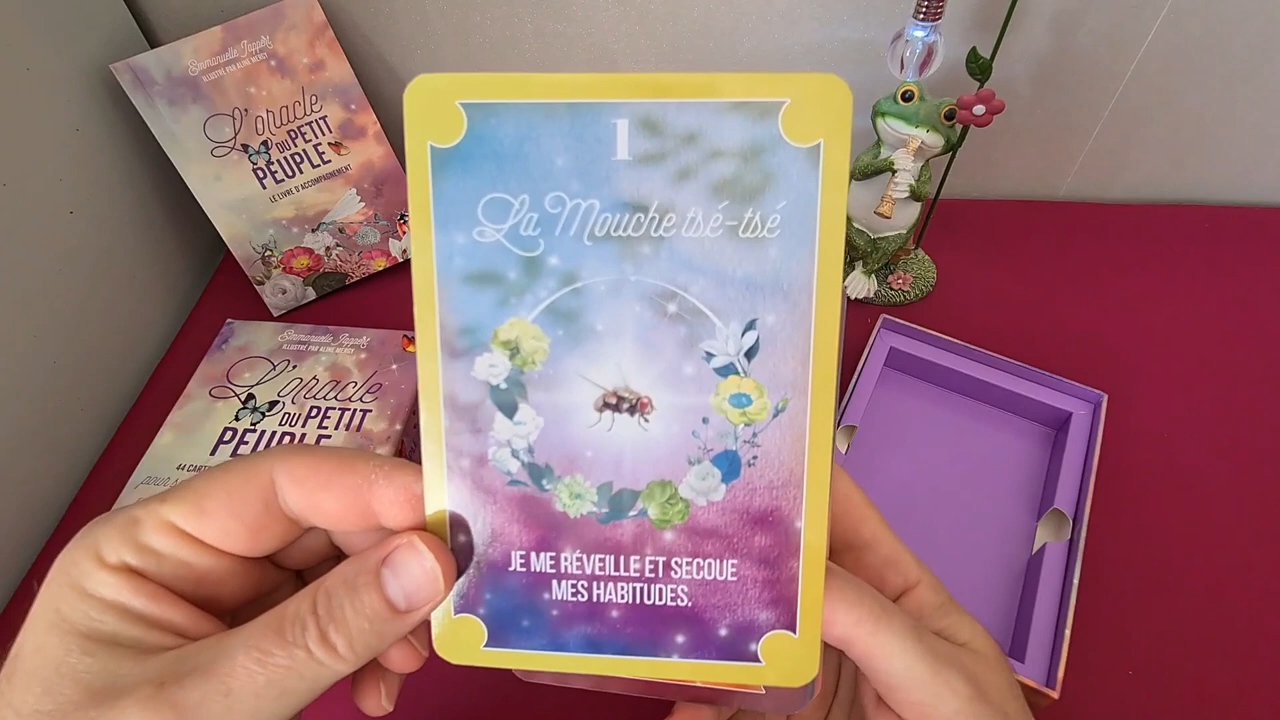 Emmanuelle Jappert
ILLUSTRÉ PAR ALINE MERCY
L'oracle
DU PETIT
PEUPLE
LE LIVRE D'ACCOMPAGNEMENT
Emmanuelle Jappert
ILLUSTRÉ PAR ALINE MERCY
L'oracle
DU PETIT
PEUPLE
44 CART
1
La Mouche tsé-tsé
JE ME RÉVEILLE ET SECOUE
MES HABITUDES.